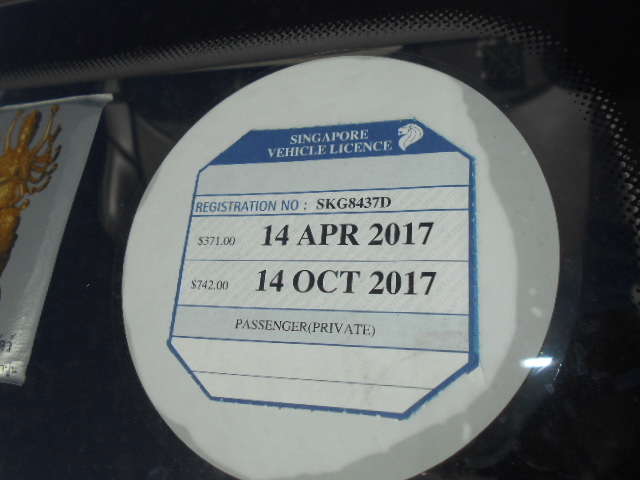 SINGAPORE
VEHICLE LICENCE
REGISTRATION NO : SKG8437D
$371.00 14 APR 2017
$742.00 14 OCT 2017
PASSENGER(PRIVATE)